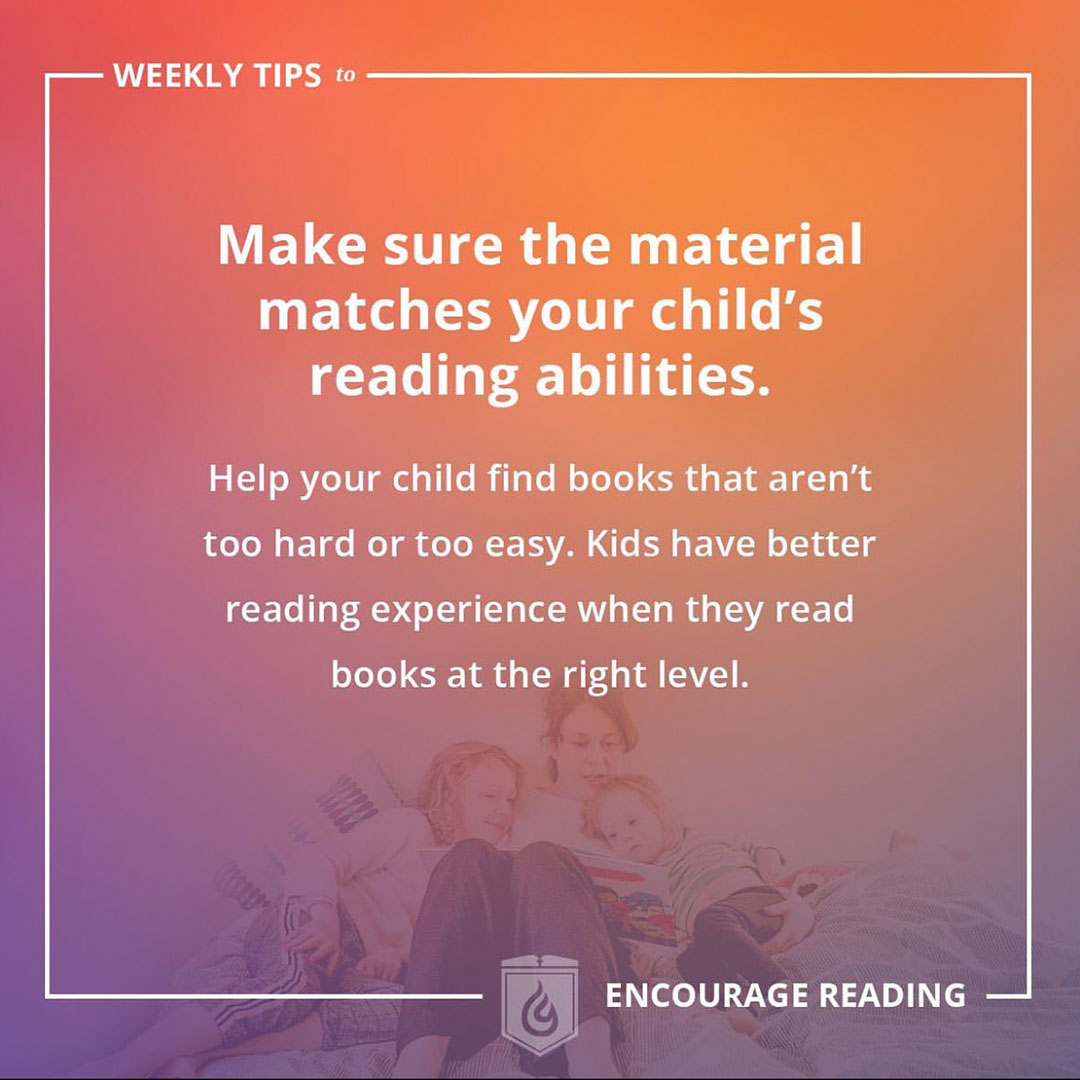 WEEKLY TIPS to
Make sure the material
matches your child’s
reading abilities.
Help your child find books that aren’t
too hard or too easy. Kids have better
reading experience when they read
books at the right level.
ENCOURAGE READING